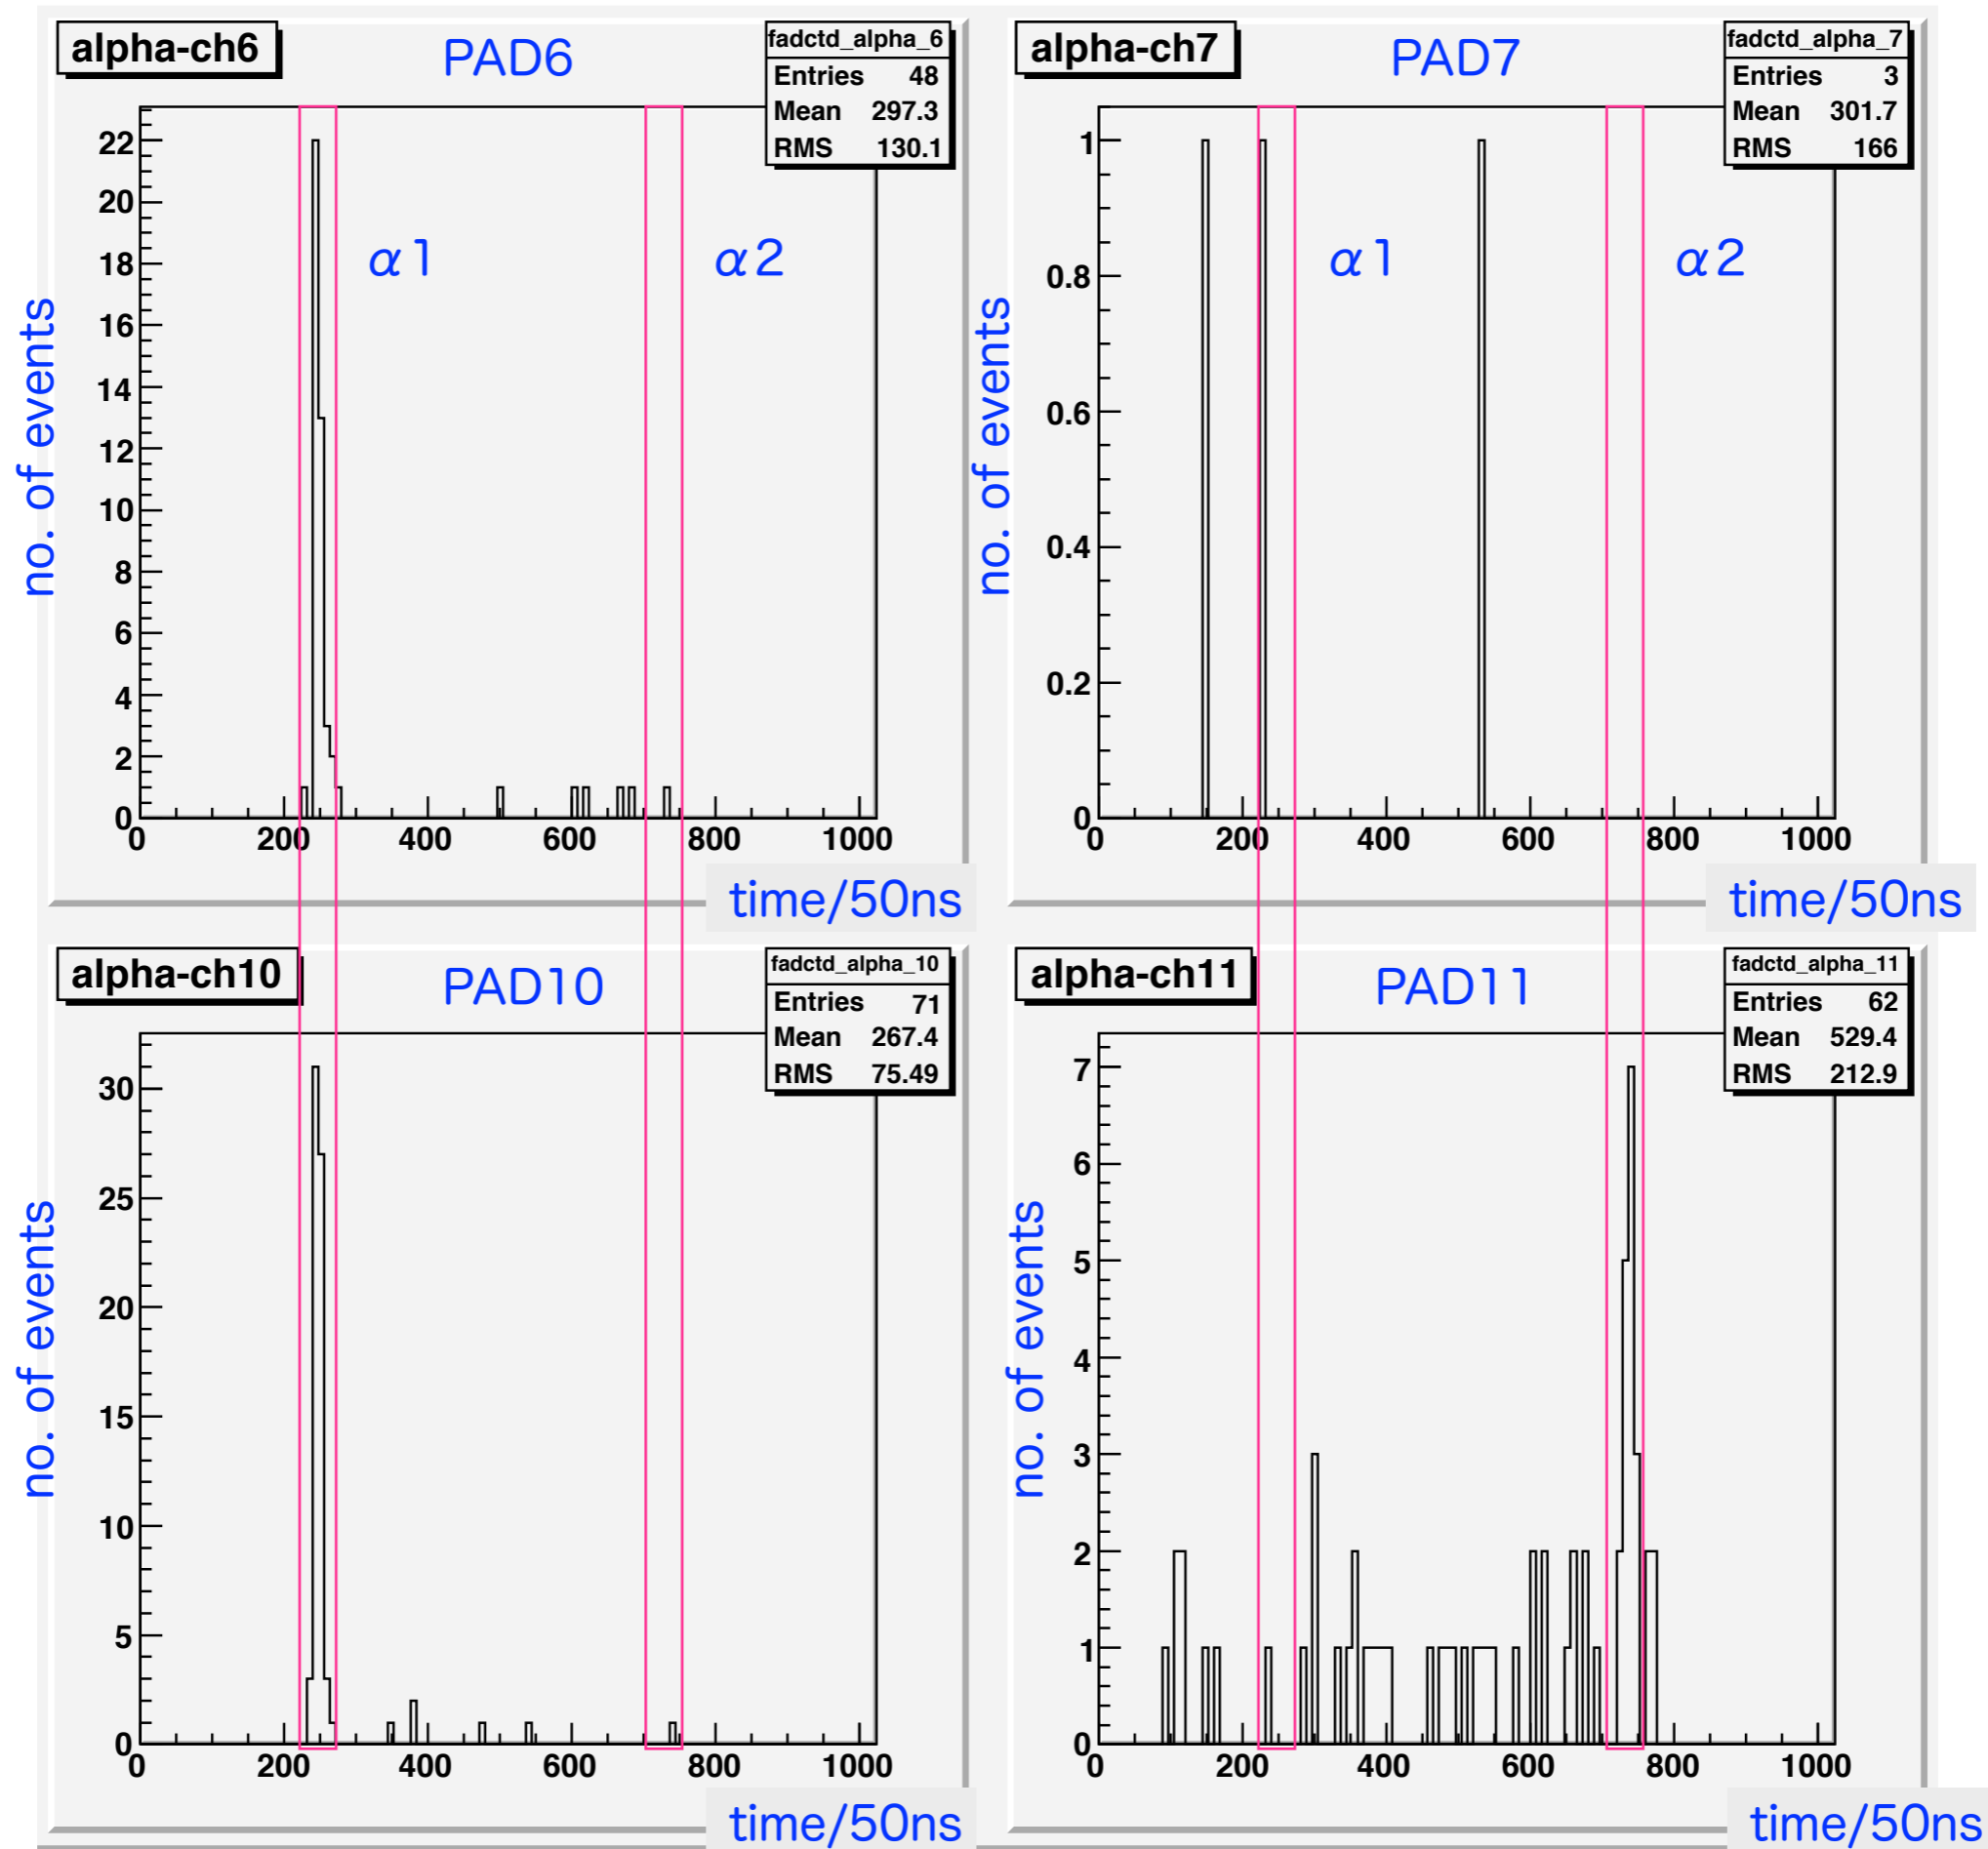 alpha-ch6
PAD6
fadctd_alpha_6
Entries 48
Mean 297.3
RMS 130.1
22
20
18
16
14
12
10
8
6
4
2
0
α1
α2
no. of events
0 200 400 600 800 1000
time/50ns
alpha-ch7
PAD7
fadctd_alpha_7
Entries 3
Mean 301.7
RMS 166
1
0.8
0.6
0.4
0.2
0
α1
α2
no. of events
0 200 400 600 800 1000
time/50ns
alpha-ch10
PAD10
fadctd_alpha_10
Entries 71
Mean 267.4
RMS 75.49
30
25
20
15
10
5
0
no. of events
0 200 400 600 800 1000
time/50ns
alpha-ch11
PAD11
fadctd_alpha_11
Entries 62
Mean 529.4
RMS 212.9
7
6
5
4
3
2
1
0
no. of events
0 200 400 600 800 1000
time/50ns